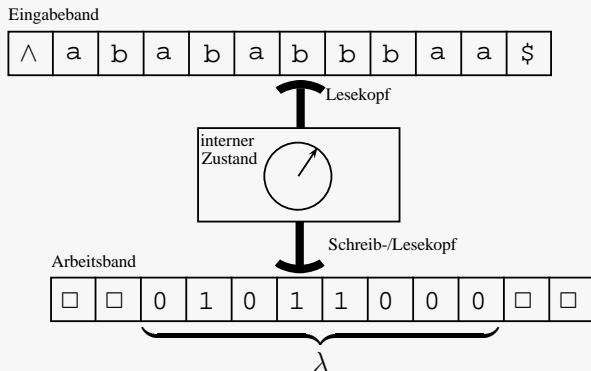 Eingabeband
∧ a b a b a b b b a a $
Lesekopf
interner
Zustand
Schreib-/Lesekopf
Arbeitsband
□ □ 0 1 0 1 1 0 0 0 □ □
λ